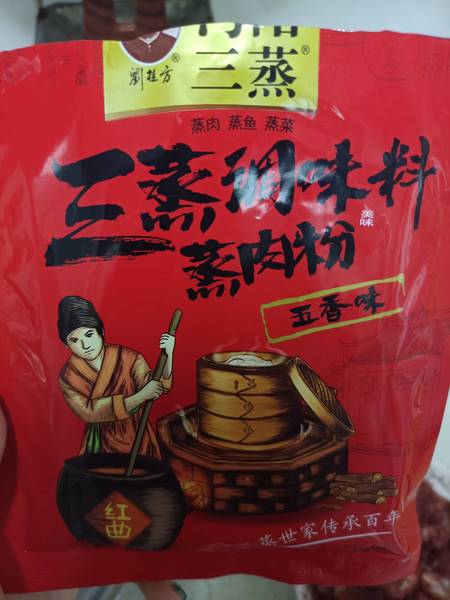 劉桂方®
三蒸®
蒸肉 蒸鱼 蒸菜
三蒸调味料
美味
蒸肉粉
五香味
红曲
蒸世家传承百年